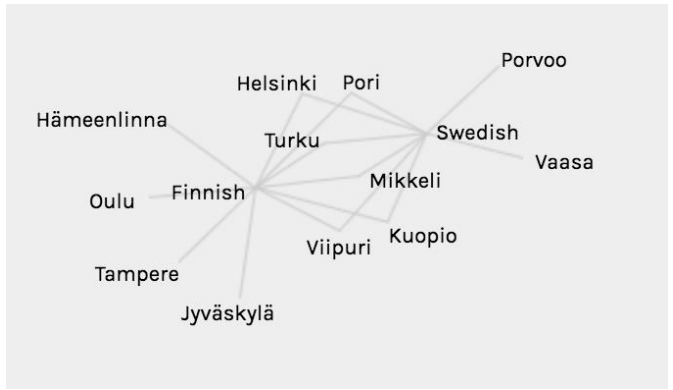 Porvoo
Helsinki
Pori
Hämeenlinna
Turku
Swedish
Vaasa
Mikkeli
Finnish
Oulu
Kuopio
Viipuri
Tampere
Jyväskylä